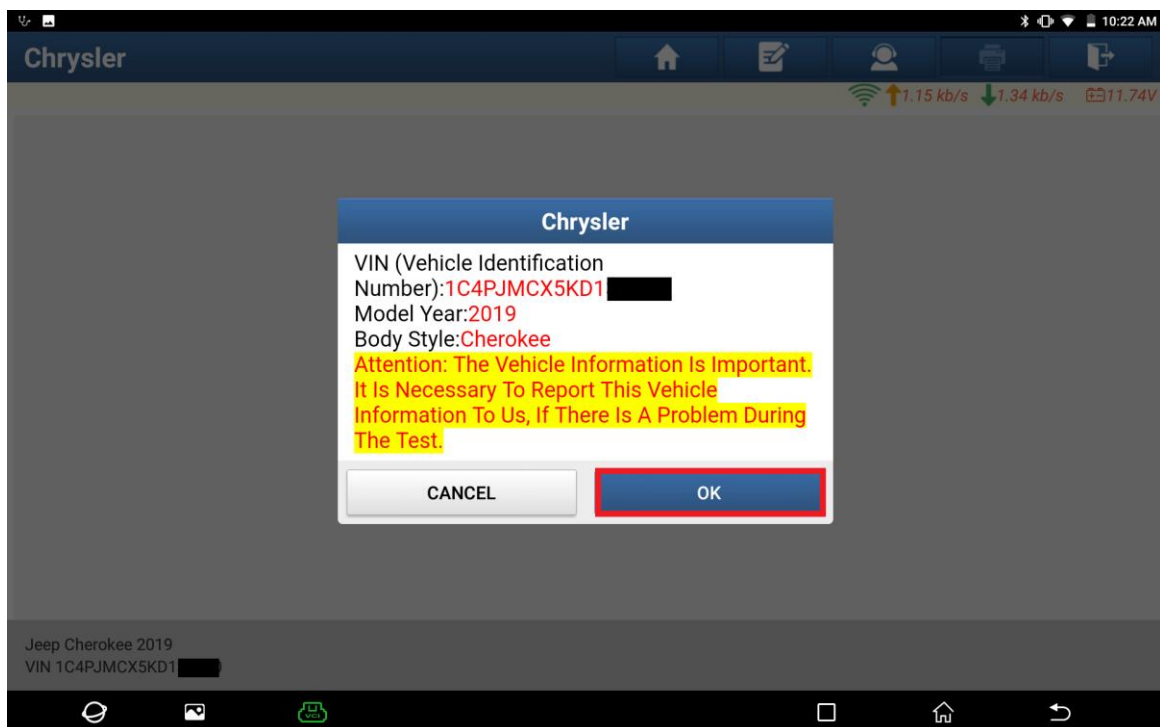 10:22 AM
Chrysler
1.15 kb/s 1.34 kb/s 11.74V
Chrysler
VIN (Vehicle Identification
Number):1C4PJMCX5KD1
Model Year:2019
Body Style:Cherokee
Attention: The Vehicle Information Is Important.
It Is Necessary To Report This Vehicle
Information To Us, If There Is A Problem During
The Test.
CANCEL OK
Jeep Cherokee 2019
VIN 1C4PJMCX5KD1
VCI